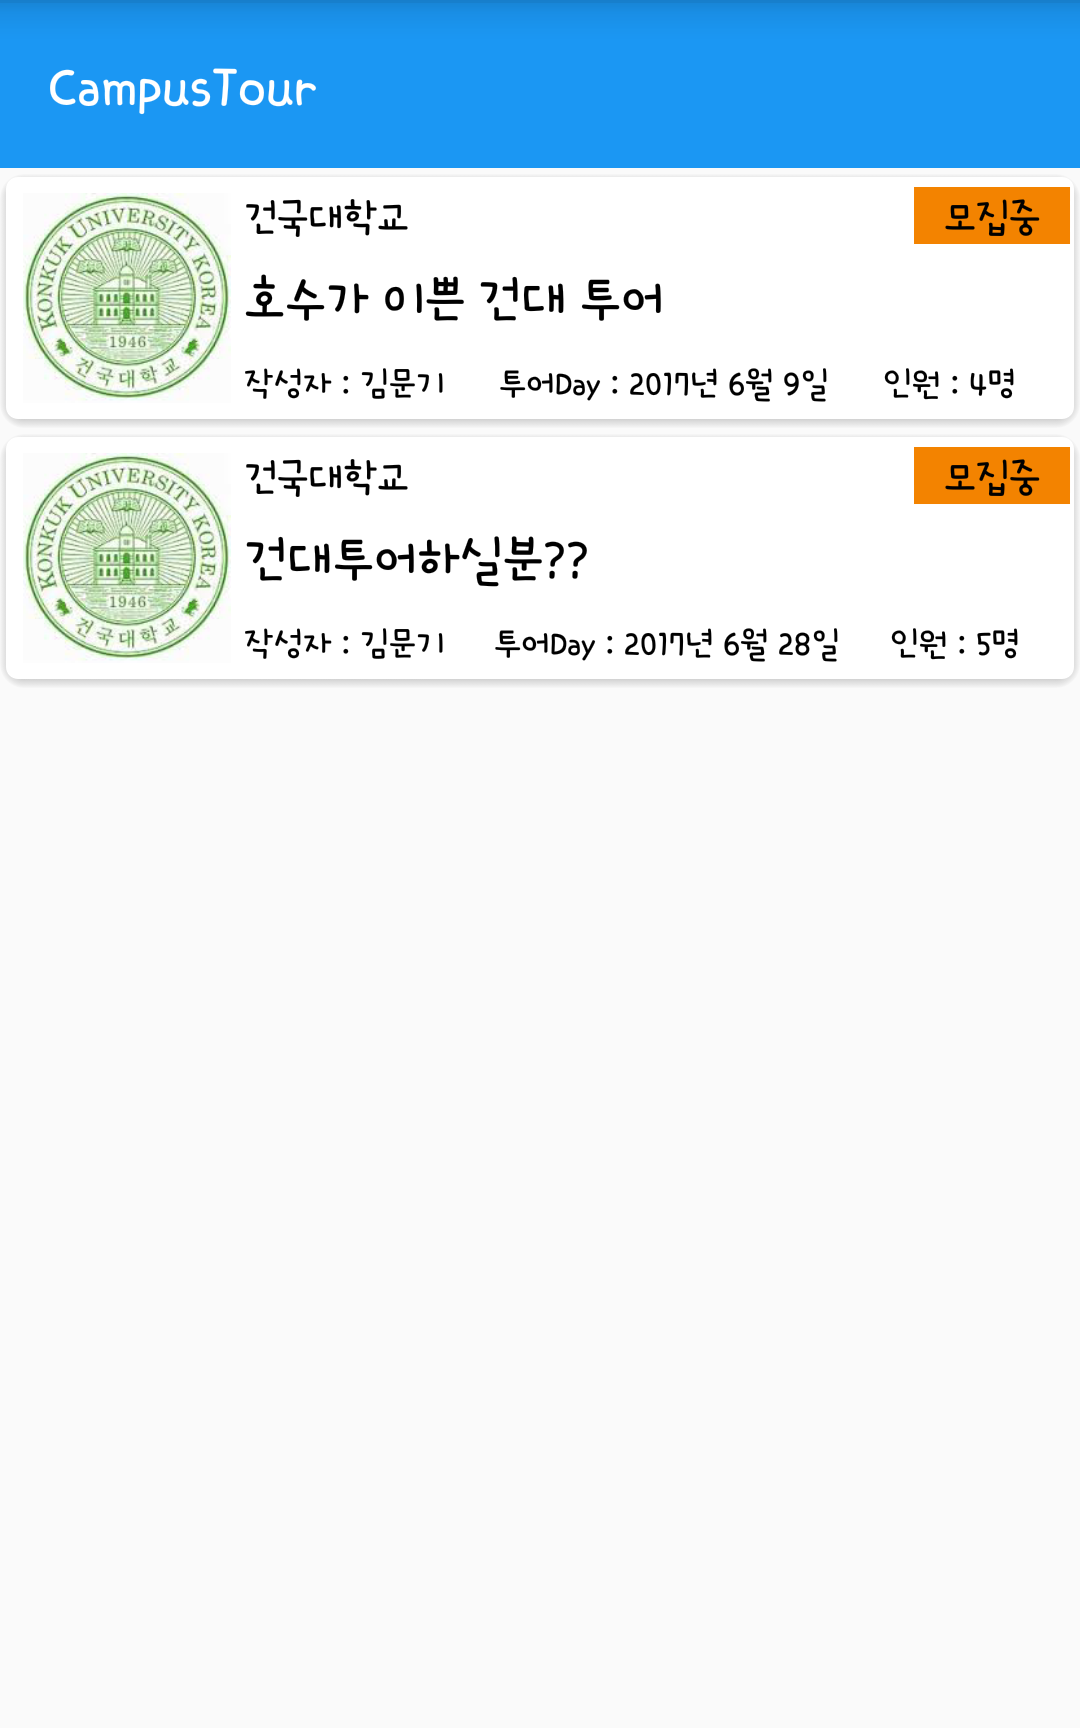 CampusTour
KONKUK UNIVERSITY KOREA
1946
건국대학교
건국대학교
모집중
호수가 이쁜 건대 투어
작성자 : 김문기 투어Day : 2017년 6월 9일 인원 : 4명
KONKUK UNIVERSITY KOREA
1946
건국대학교
건국대학교
모집중
건대투어하실분??
작성자 : 김문기 투어Day : 2017년 6월 28일 인원 : 5명